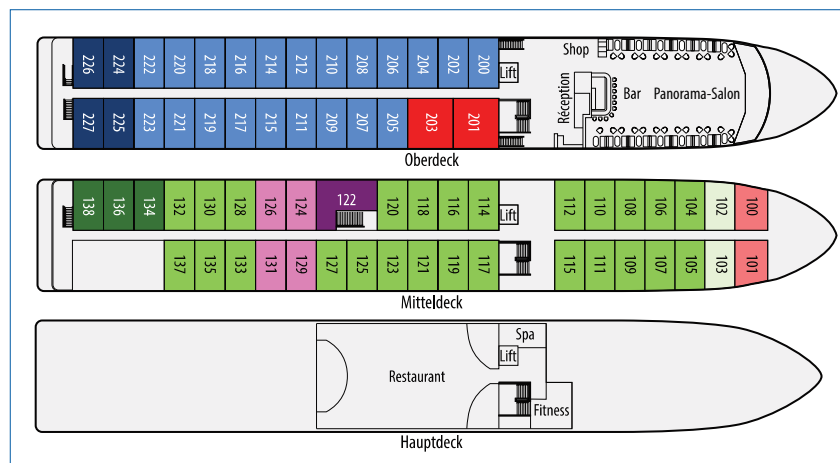 226 224 222 220 218 216 214 212 210 208 206 204 202 200
Lift
Shop
Réception
Bar
Panorama-Salon
227 225 223 221 219 217 215 211 209 207 205 203 201
Oberdeck
138 136 134 132 130 128 126 124 122 120 118 116 114
Lift
112 110 108 106 104 102 100
137 135 133 131 129 127 125 123 121 119 117
115 111 109 107 105 103 101
Mitteldeck
Spa
Lift
Restaurant
Fitness
Hauptdeck